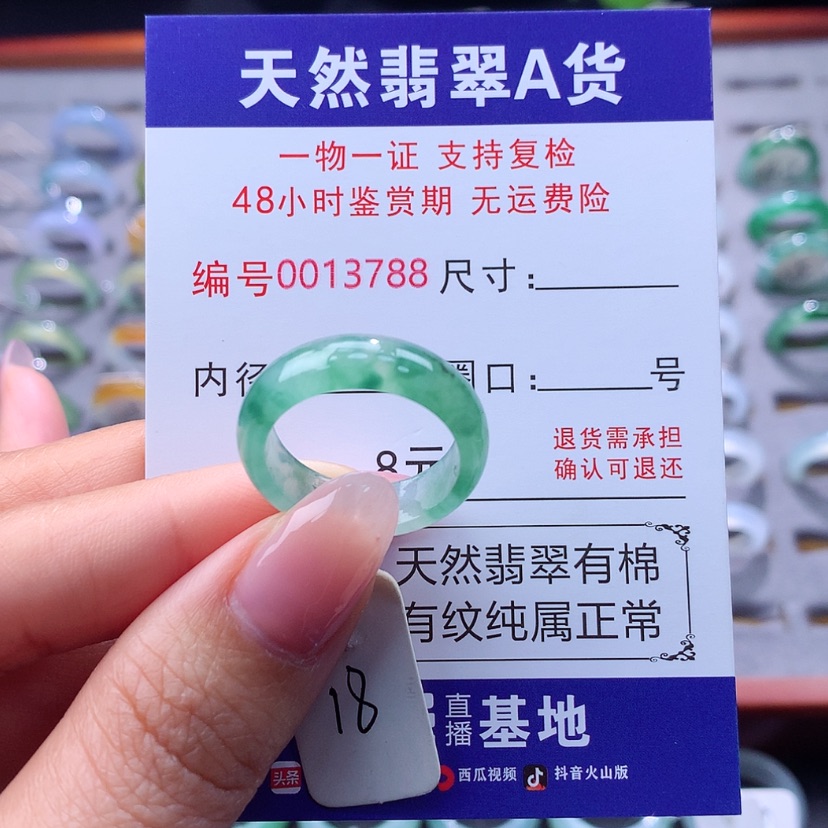 天然翡翠A货
一物一证 支持复检
48小时鉴赏期 无运费险
编号0013788 尺寸:
内径 圈口: 号
退货需承担
8元
确认可退还
天然翡翠有棉
有纹纯属正常
直播基地
18
头条 西瓜视频 抖音火山版